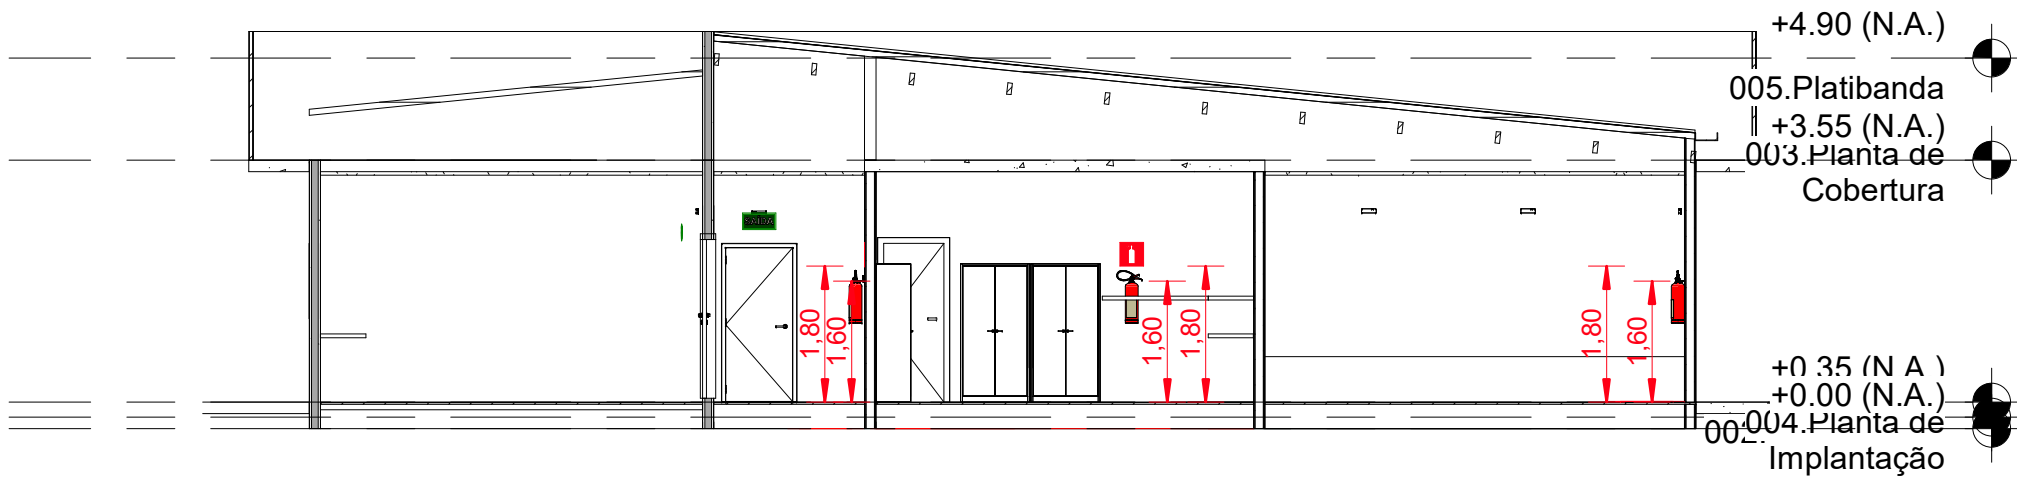 +4.90 (N.A.)
005.Platibanda
+3.55 (N.A.)
003.Planta de
Cobertura
SAÍDA
1,80
1,60
1,60
1,80
1,80
1,60
+0.35 (N.A.)
+0.00 (N.A.)
004.Planta de
Implantação